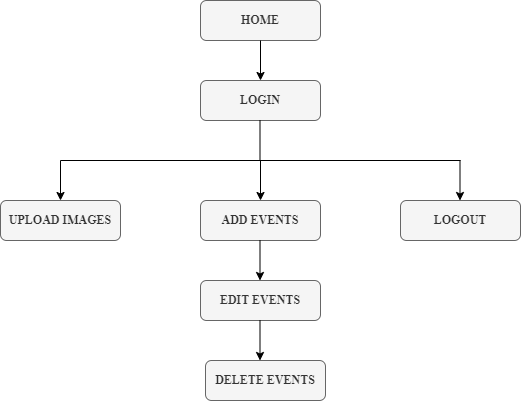 HOME
LOGIN
UPLOAD IMAGES
ADD EVENTS
LOGOUT
EDIT EVENTS
DELETE EVENTS